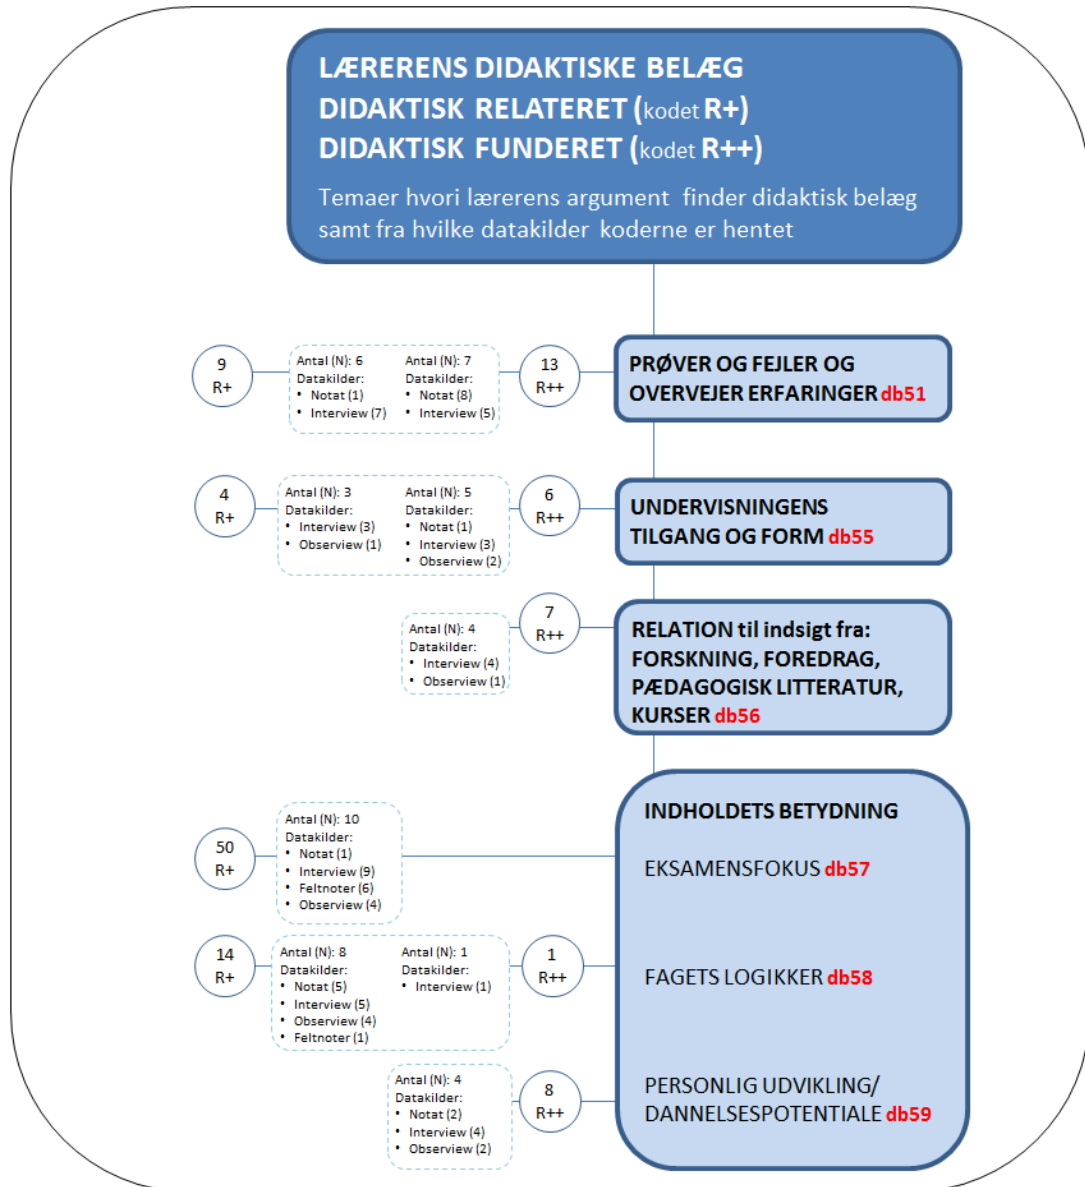 LÆRERENS DIDAKTISKE BELÆG
DIDAKTISK RELATERET (kodet R+)
DIDAKTISK FUNDERET (kodet R++)
Temaer hvori lærerens argument finder didaktisk belæg
samt fra hvilke datakilder koderne er hentet
9
R+
Antal (N): 6
Datakilder:
• Notat (1)
• Interview (7)
Antal (N): 7
Datakilder:
• Notat (8)
• Interview (5)
13
R++
PRØVER OG FEJLER OG
OVERVEJER ERFARINGER db51
4
R+
Antal (N): 3
Datakilder:
• Interview (3)
• Obserview (1)
Antal (N): 5
Datakilder:
• Notat (1)
• Interview (3)
• Obserview (2)
6
R++
UNDERVISNINGENS
TILGANG OG FORM db55
Antal (N): 4
Datakilder:
• Interview (4)
• Obserview (1)
7
R++
RELATION til indsigt fra:
FORSKNING, FOREDRAG,
PÆDAGOGISK LITTERATUR,
KURSER db56
INDHOLDETS BETYDNING
50
R+
Antal (N): 10
Datakilder:
• Notat (1)
• Interview (9)
• Feltnoter (6)
• Obserview (4)
EKSAMENSFOKUS db57
14
R+
Antal (N): 8
Datakilder:
• Notat (5)
• Interview (5)
• Obserview (4)
• Feltnoter (1)
Antal (N): 1
Datakilder:
• Interview (1)
1
R++
FAGETS LOGIKKER db58
Antal (N): 4
Datakilder:
• Notat (2)
• Interview (4)
• Obserview (2)
8
R++
PERSONLIG UDVIKLING/
DANNELSESPOTENTIALE db59